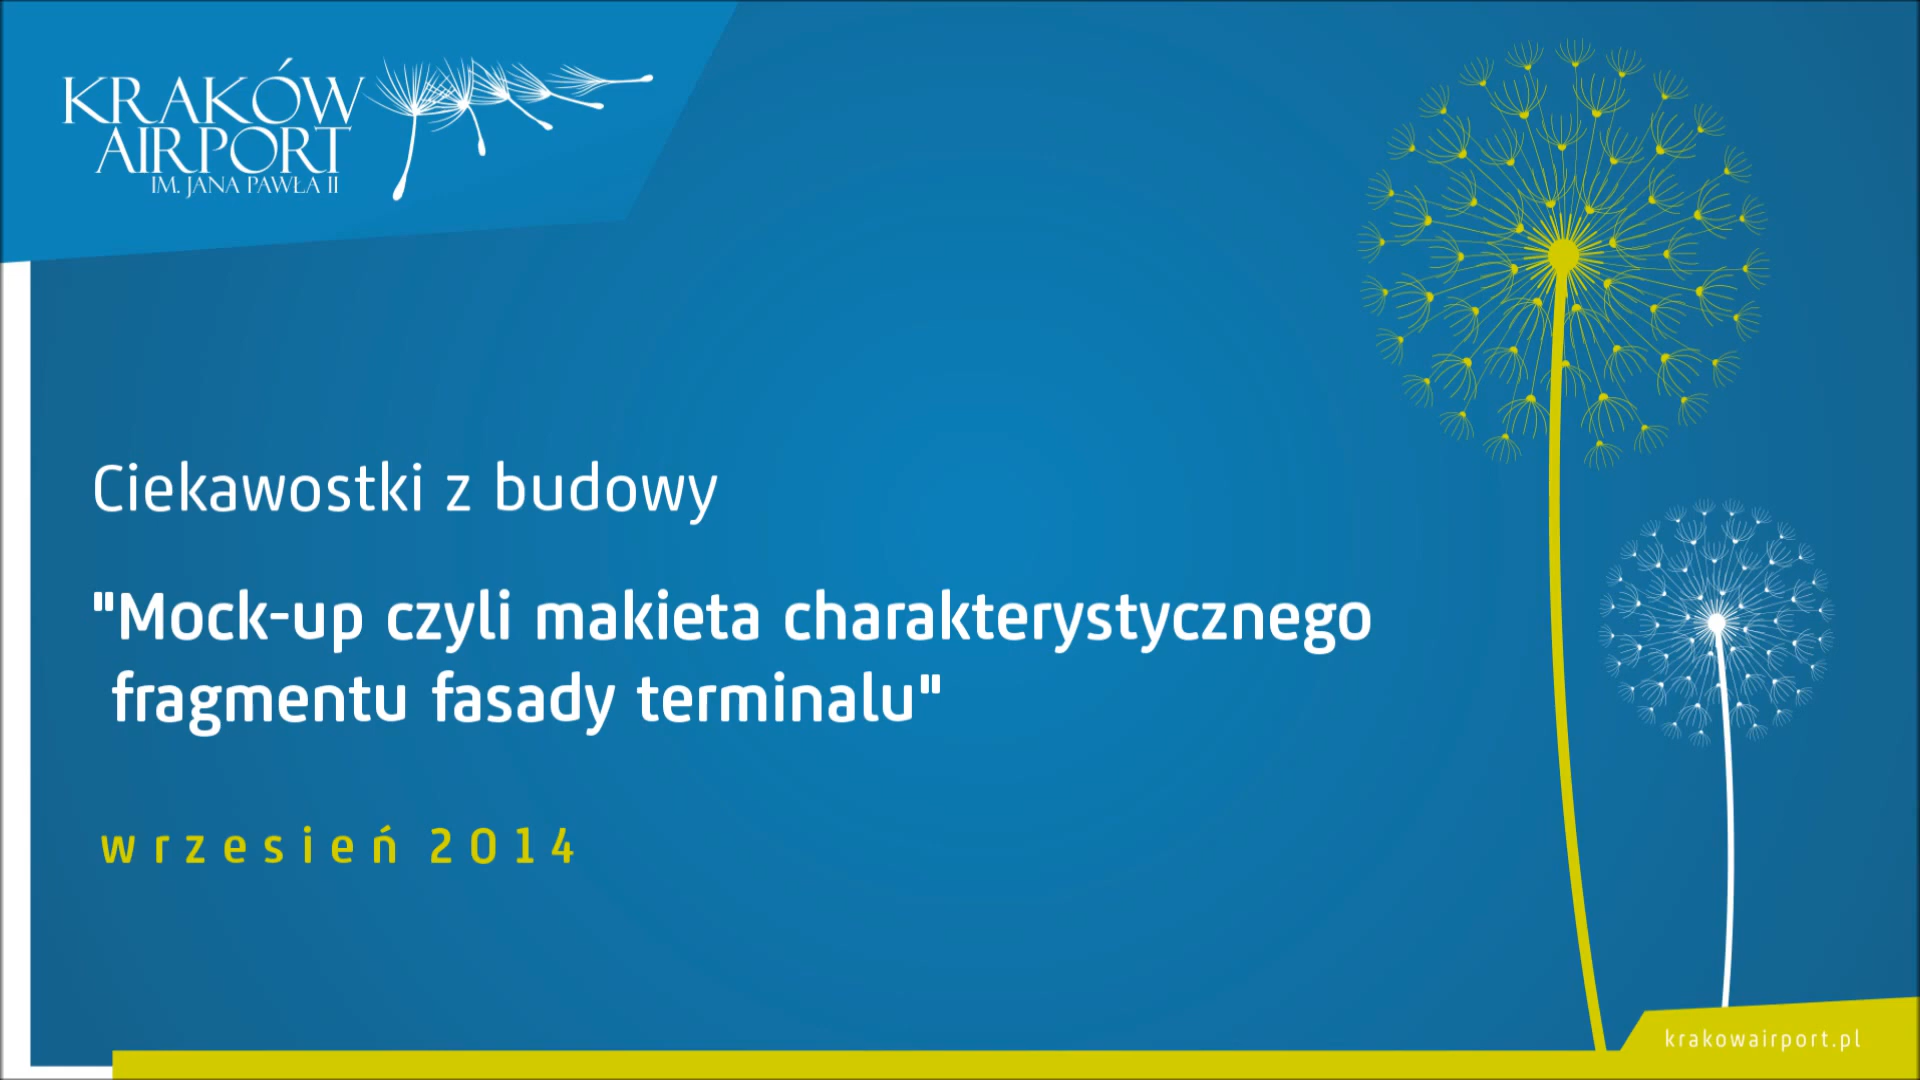 KRAKÓW
AIRPORT
IM. JANA PAWŁA II
Ciekawostki z budowy
"Mock-up czyli makieta charakterystycznego
fragmentu fasady terminalu"
wrzesień 2014
krakowairport.pl